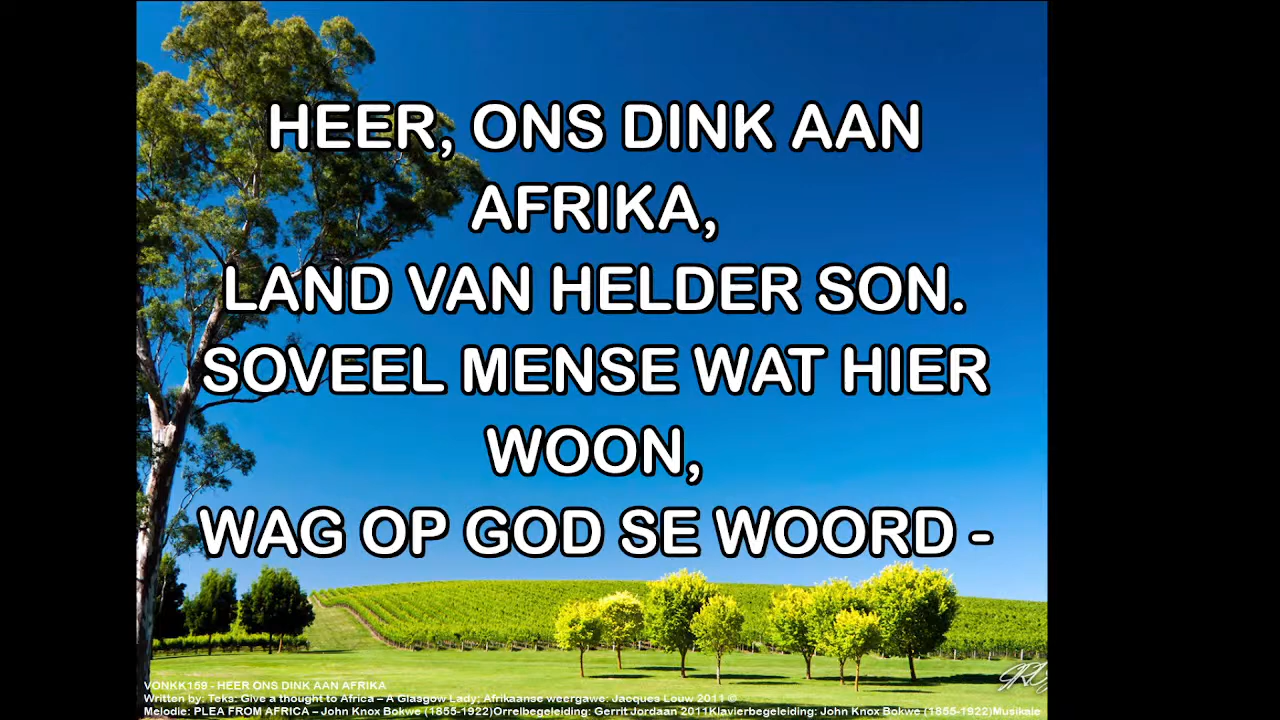 HEER, ONS DINK AAN
AFRIKA,
LAND VAN HELDER SON.
SOVEEL MENSE WAT HIER
WOON,
WAG OP GOD SE WOORD -
VONKK159 - HEER ONS DINK AAN AFRIKA
Written by: Teks: Give a thought to Africa – A Glasgow Lady; Afrikaanse weergawe: Jacques Louw 2011 ©
Melodie: PLEA FROM AFRICA – John Knox Bokwe (1855-1922)Orrelbegeleiding: Gerrit Jordaan 2011Klavierbegeleiding: John Knox Bokwe (1855-1922)Musikale